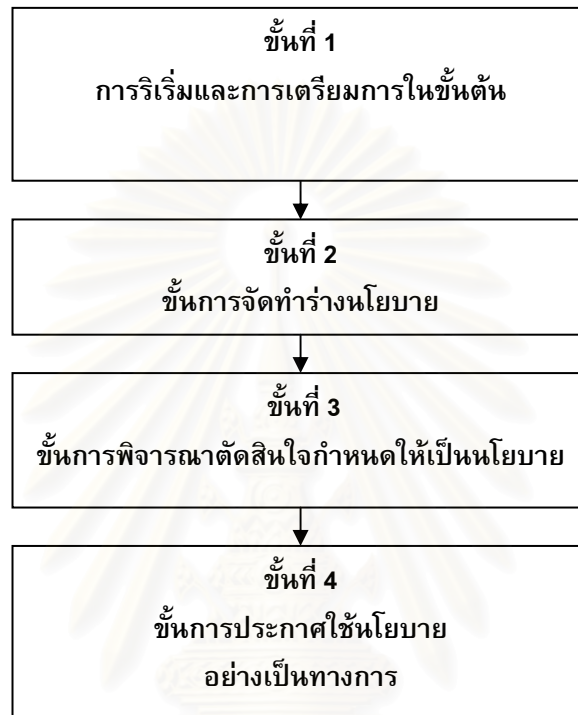 ขั้นที่ 1
การริเริ่มและการเตรียมการในขั้นต้น
ขั้นที่ 2
ขั้นการจัดทำร่างนโยบาย
ขั้นที่ 3
ขั้นการพิจารณาตัดสินใจกำหนดให้เป็นนโยบาย
ขั้นที่ 4
ขั้นการประกาศใช้นโยบาย
อย่างเป็นทางการ